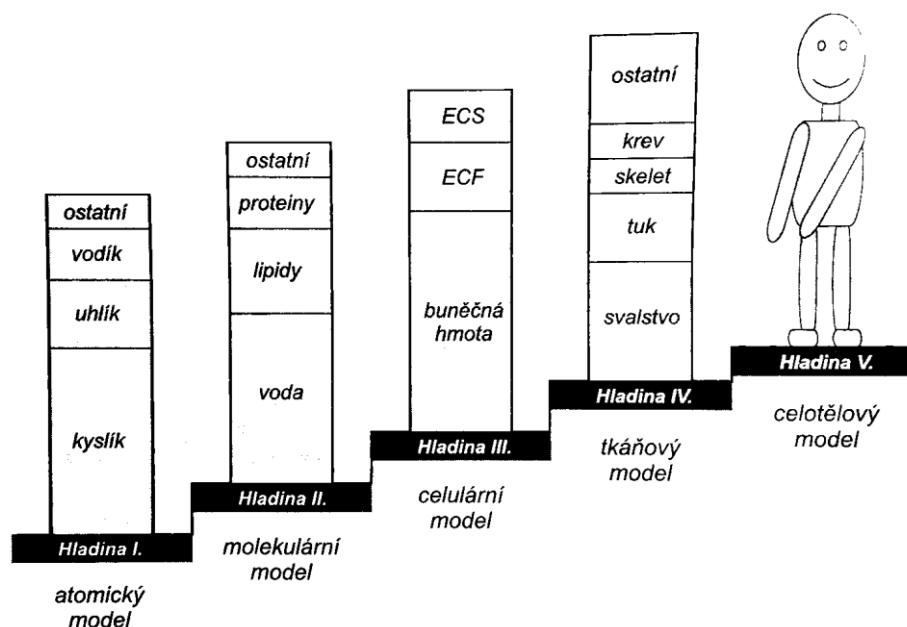 ostatní
vodík
uhlík
kyslík
Hladina I.
atomický
model
ostatní
proteiny
lipidy
voda
Hladina II.
molekulární
model
ECS
ECF
buněčná
hmota
Hladina III.
celulární
model
ostatní
krev
skelet
tuk
svalstvo
Hladina IV.
tkáňový
model
Hladina V.
celotělový
model